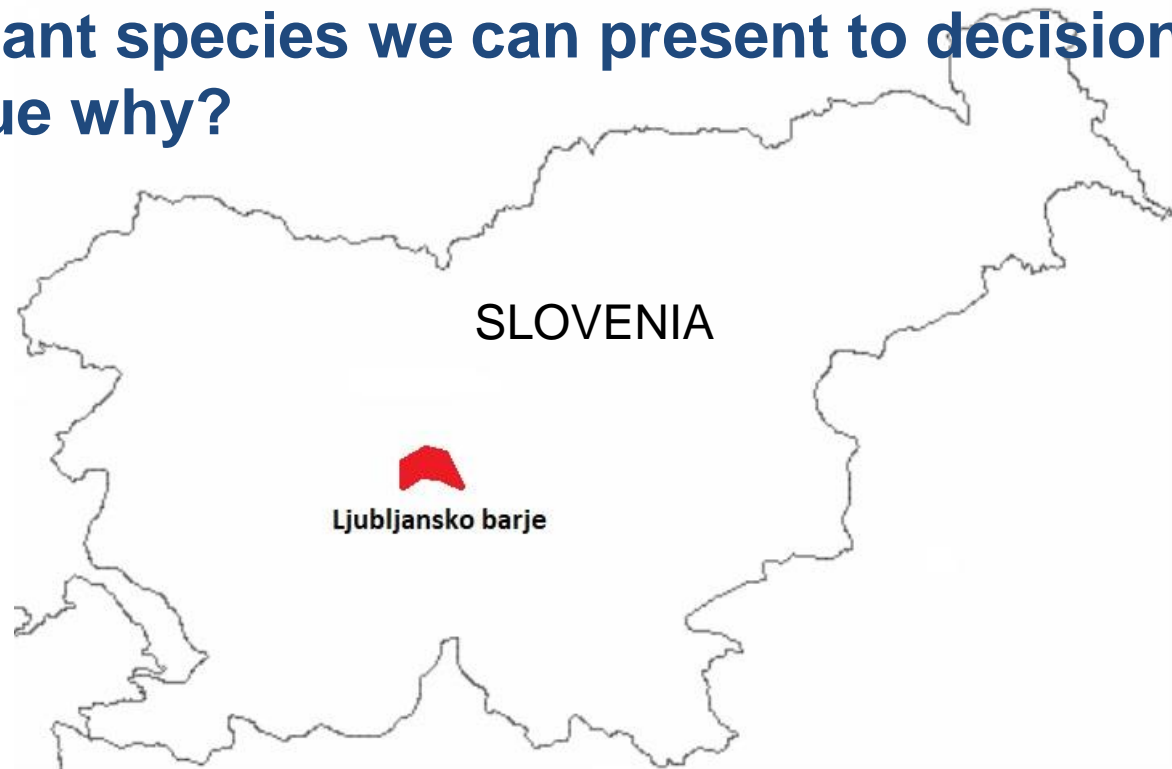 ant species we can present to decision
ue why?
SLOVENIA
Ljubljansko barje